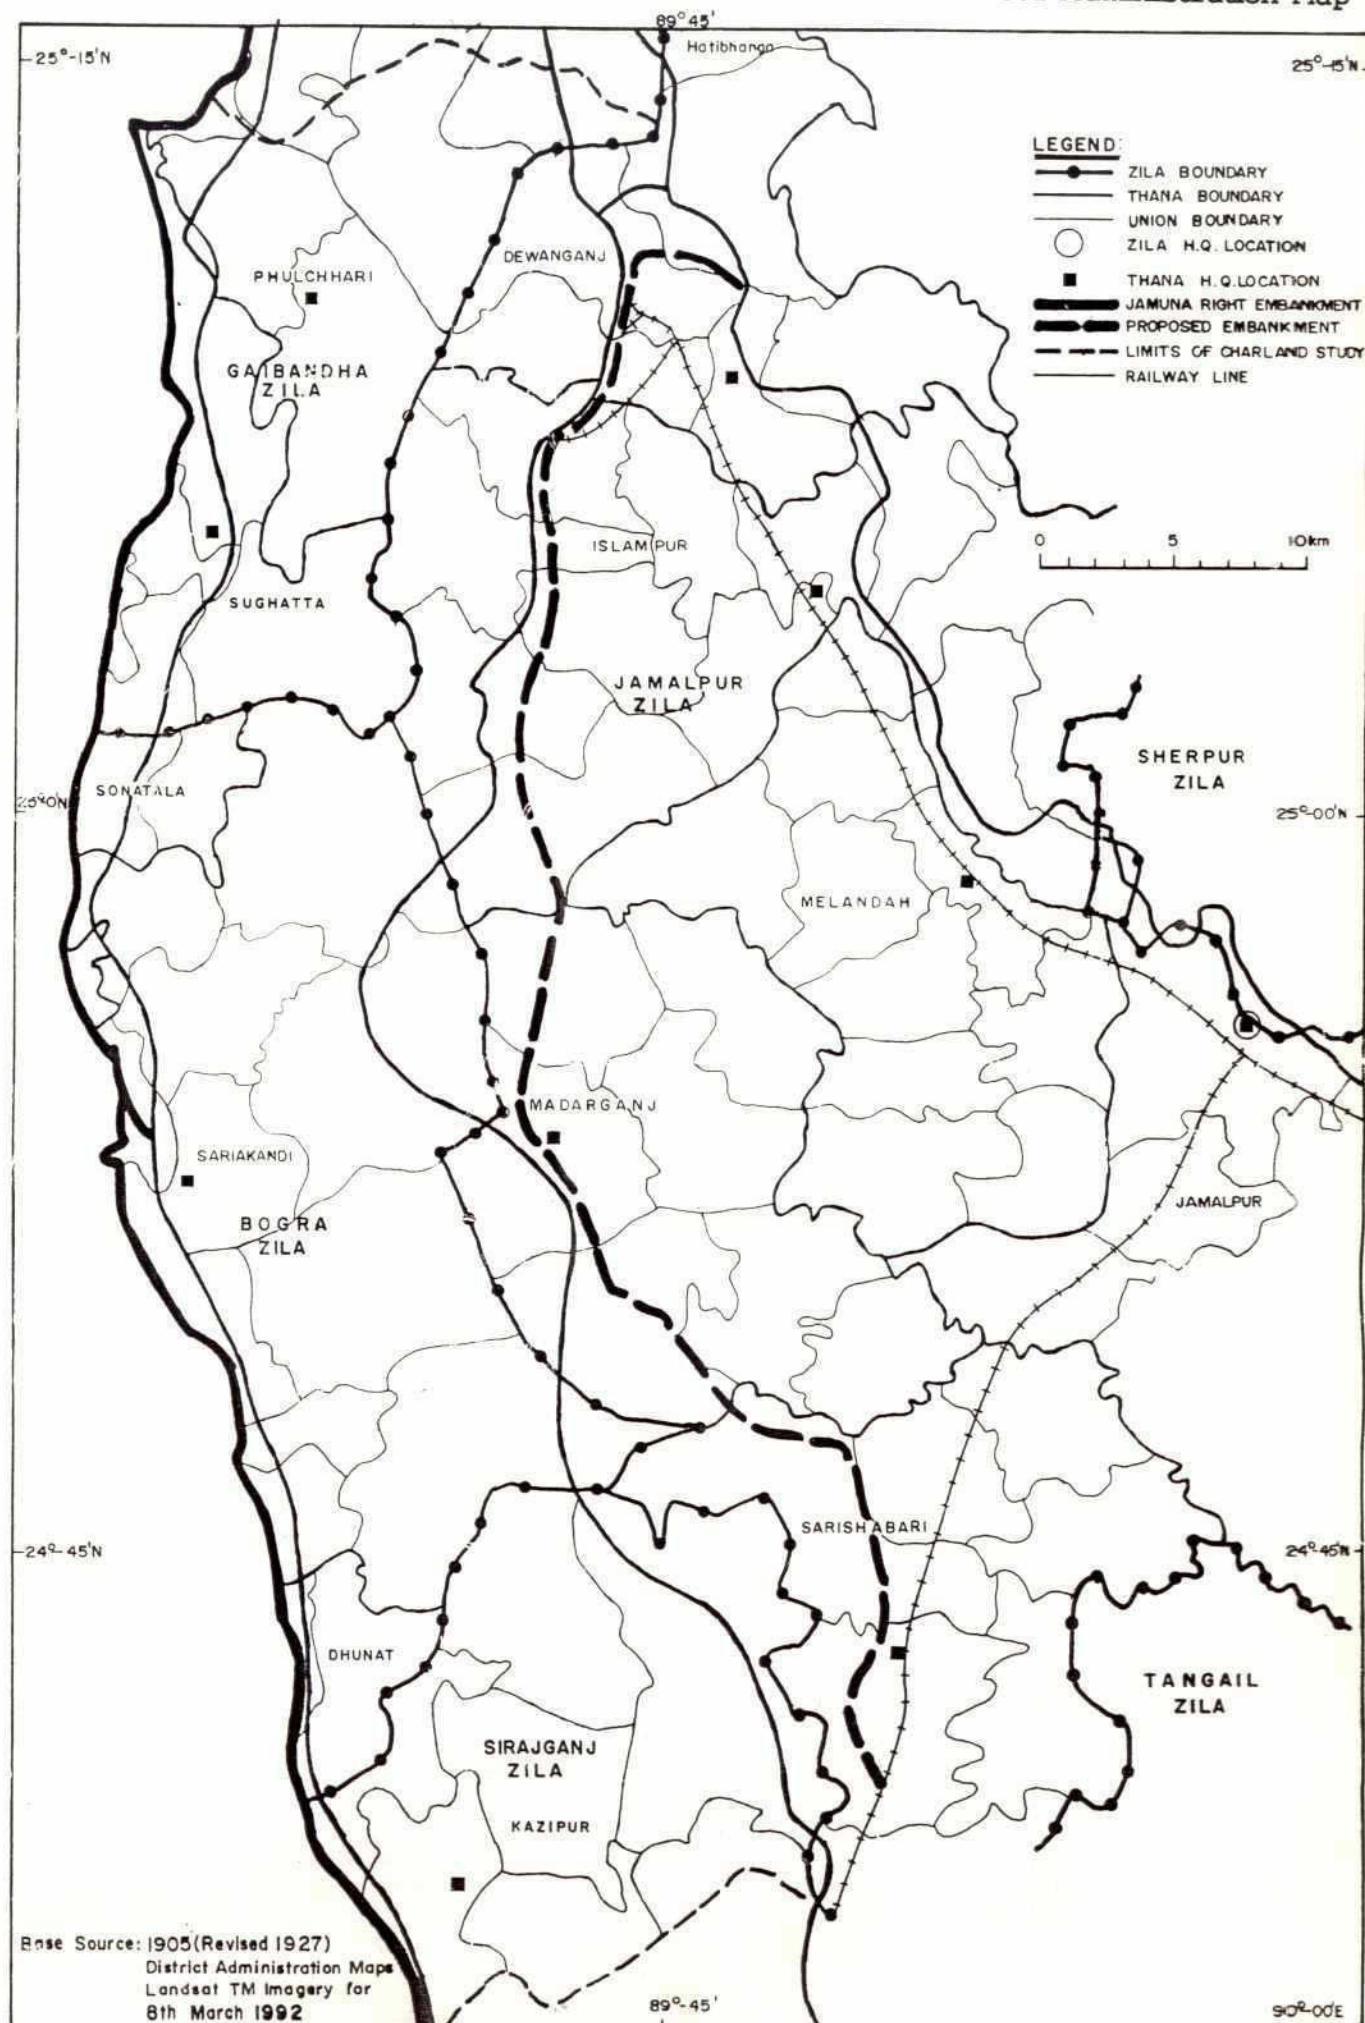 Administration Map
89°45'
Hatibhanga
25°-15'N
25°-15'N
LEGEND:
ZILA BOUNDARY
THANA BOUNDARY
UNION BOUNDARY
ZILA H.Q. LOCATION
THANA H.Q. LOCATION
JAMUNA RIGHT EMBANKMENT
PROPOSED EMBANKMENT
LIMITS OF CHARLAND STUDY
RAILWAY LINE
DEWANGANJ
PHULCHHARI
GAIBANDHA
ZILA
0 5 10km
ISLAMPUR
SUGHATTA
JAMALPUR
ZILA
SHERPUR
ZILA
SONATALA
25°0'N
25°-00'N
MELANDAH
MADARGANJ
SARIAKANDI
JAMALPUR
BOGRA
ZILA
SARISHABARI
24°-45'N
24°-45'N
DHUNAT
TANGAIL
ZILA
SIRAJGANJ
ZILA
KAZIPUR
Base Source: 1905(Revised 1927)
District Administration Maps
Landsat TM Imagery for
8th March 1992
89°-45'
90°-00'E